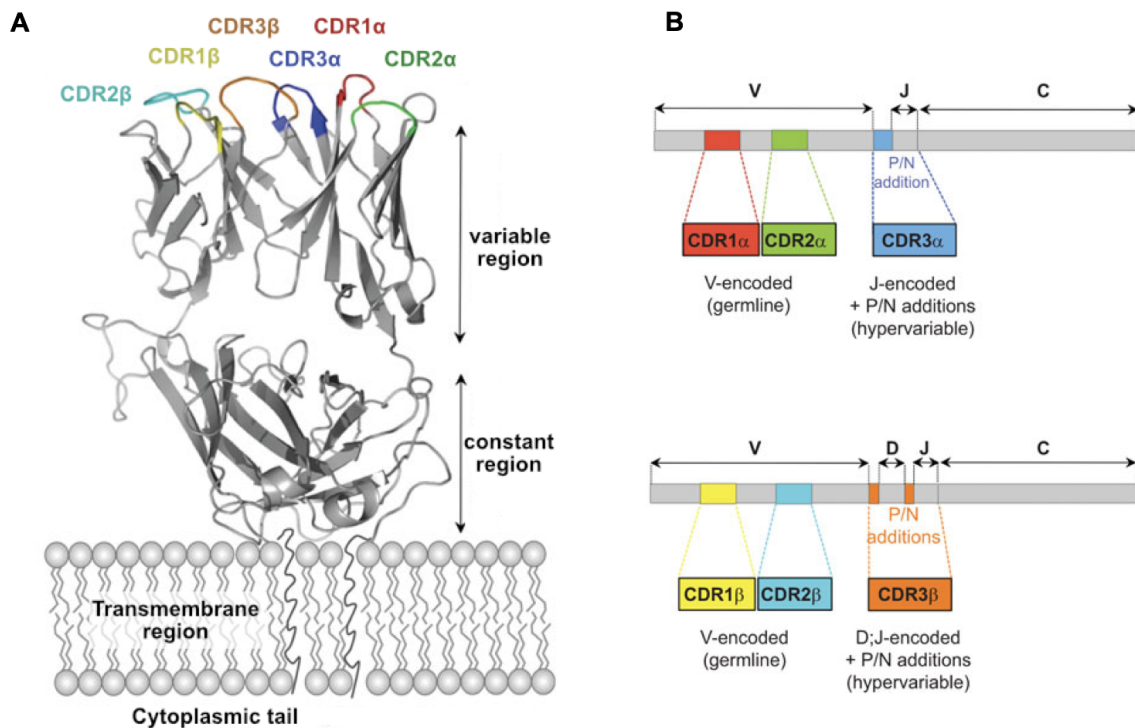 A
CDR3β
CDR1α
CDR1β
CDR3α
CDR2α
CDR2β
variable
region
constant
region
Transmembrane
region
Cytoplasmic tail
B
V
J
C
P/N
addition
CDR1α
CDR2α
CDR3α
V-encoded
(germline)
J-encoded
+ P/N additions
(hypervariable)
V
D
J
C
P/N
additions
CDR1β
CDR2β
CDR3β
V-encoded
(germline)
D;J-encoded
+ P/N additions
(hypervariable)